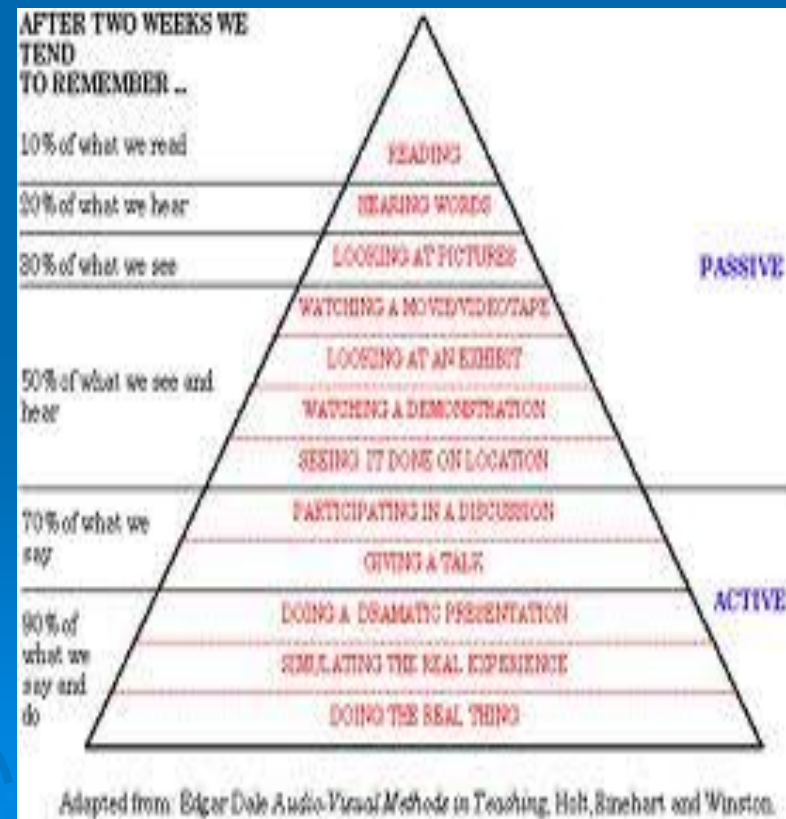 AFTER TWO WEEKS WE
TEND
TO REMEMBER ...
10% of what we read
READING
20% of what we hear
HEARING WORDS
30% of what we see
LOOKING AT PICTURES
PASSIVE
WATCHING A MOVIE/VIDEOTAPE
LOOKING AT AN EXHIBIT
50% of what we see and
hear
WATCHING A DEMONSTRATION
SEEING IT DONE ON LOCATION
PARTICIPATING IN A DISCUSSION
70% of what we
say
GIVING A TALK
ACTIVE
DOING A DRAMATIC PRESENTATION
90% of
what we
say and
do
SIMULATING THE REAL EXPERIENCE
DOING THE REAL THING
Adapted from: Edgar Dale Audio-Visual Methods in Teaching, Holt, Rinehart and Winston.